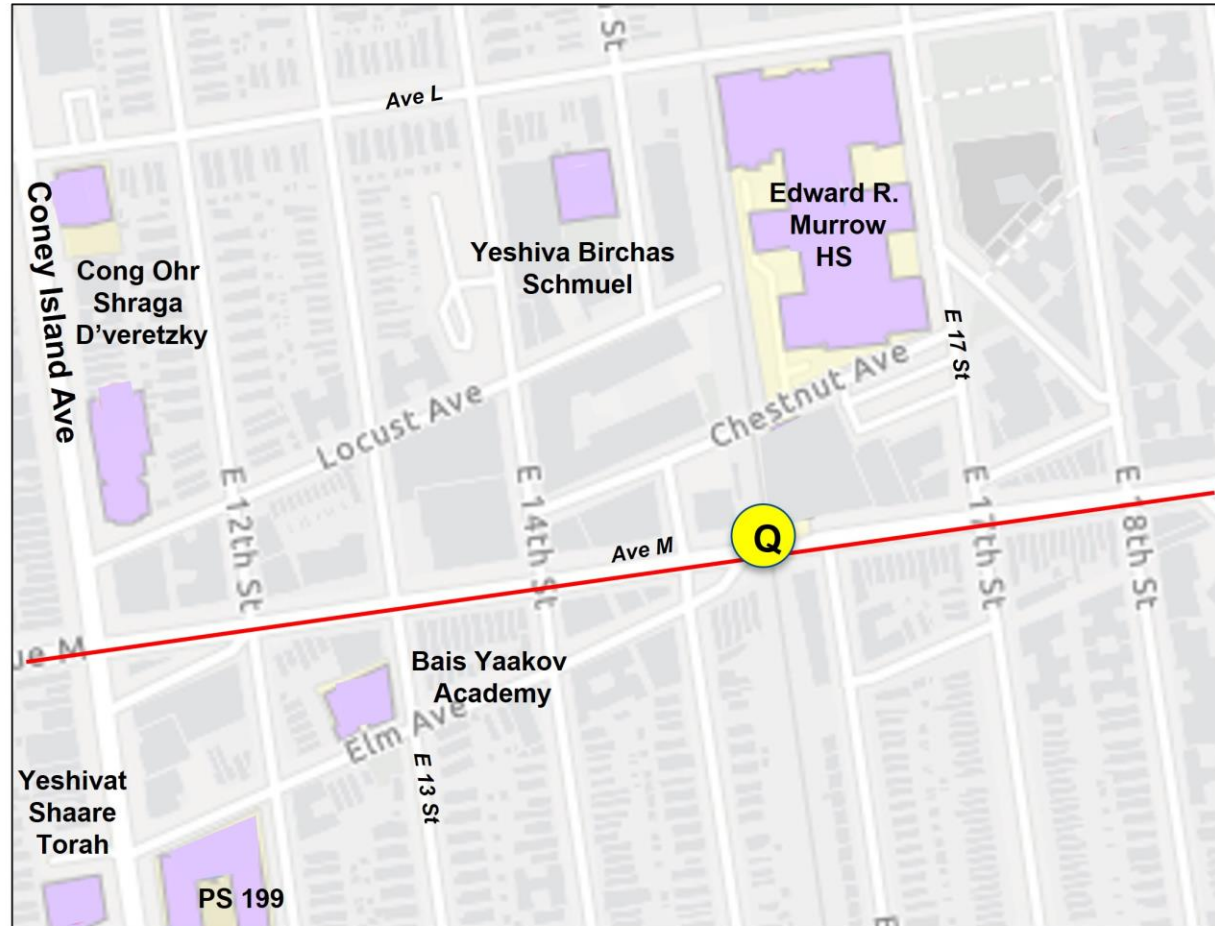 St
Ave L
Coney Island Ave
Cong Ohr
Shraga
D'veretzky
Yeshiva Birchas
Schmuel
Edward R.
Murrow
HS
E 17 St
Locust Ave
Chestnut Ave
E 12th St
E 14th St
E 17th St
E 18th St
Ave M
Q
ue M
Bais Yaakov
Academy
Elm Ave
E 13 St
Yeshivat
Shaare
Torah
PS 199
E